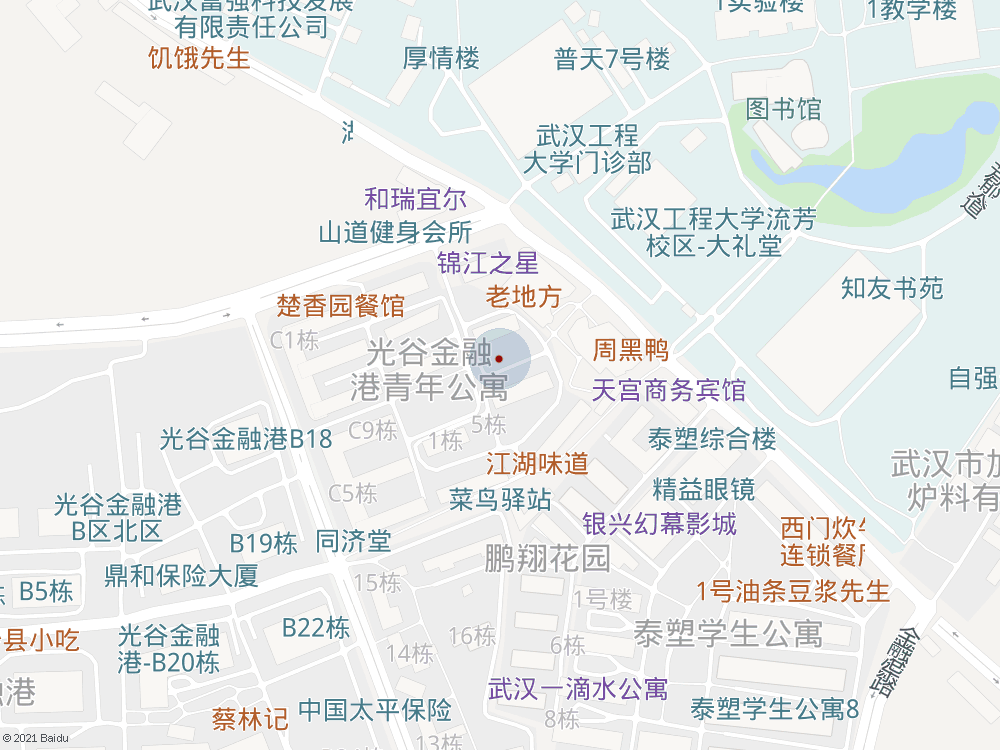 武汉富强科技发展
有限责任公司
饥饿先生
厚情楼
普天7号楼
1实验楼
1教学楼
图书馆
武汉工程
大学门诊部
和瑞宜尔
山道健身会所
武汉工程大学流芳
校区-大礼堂
锦江之星
老地方
知友书苑
楚香园餐馆
C1栋
光谷金融
港青年公寓
周黑鸭
天宫商务宾馆
自强
C9栋
1栋
5栋
光谷金融港B18
泰塑综合楼
江湖味道
武汉市加
炉料有
C5栋
菜鸟驿站
精益眼镜
光谷金融港
B区北区
银兴幻幕影城
西门炊
连锁餐厅
B19栋
同济堂
鹏翔花园
鼎和保险大厦
15栋
B5栋
1号油条豆浆先生
1号楼
县小吃
光谷金融
港-B20栋
B22栋
16栋
6栋
泰塑学生公寓
14栋
金融港路
融港
武汉一滴水公寓
蔡林记
中国太平保险
8栋
泰塑学生公寓8
13栋
© 2021 Baidu